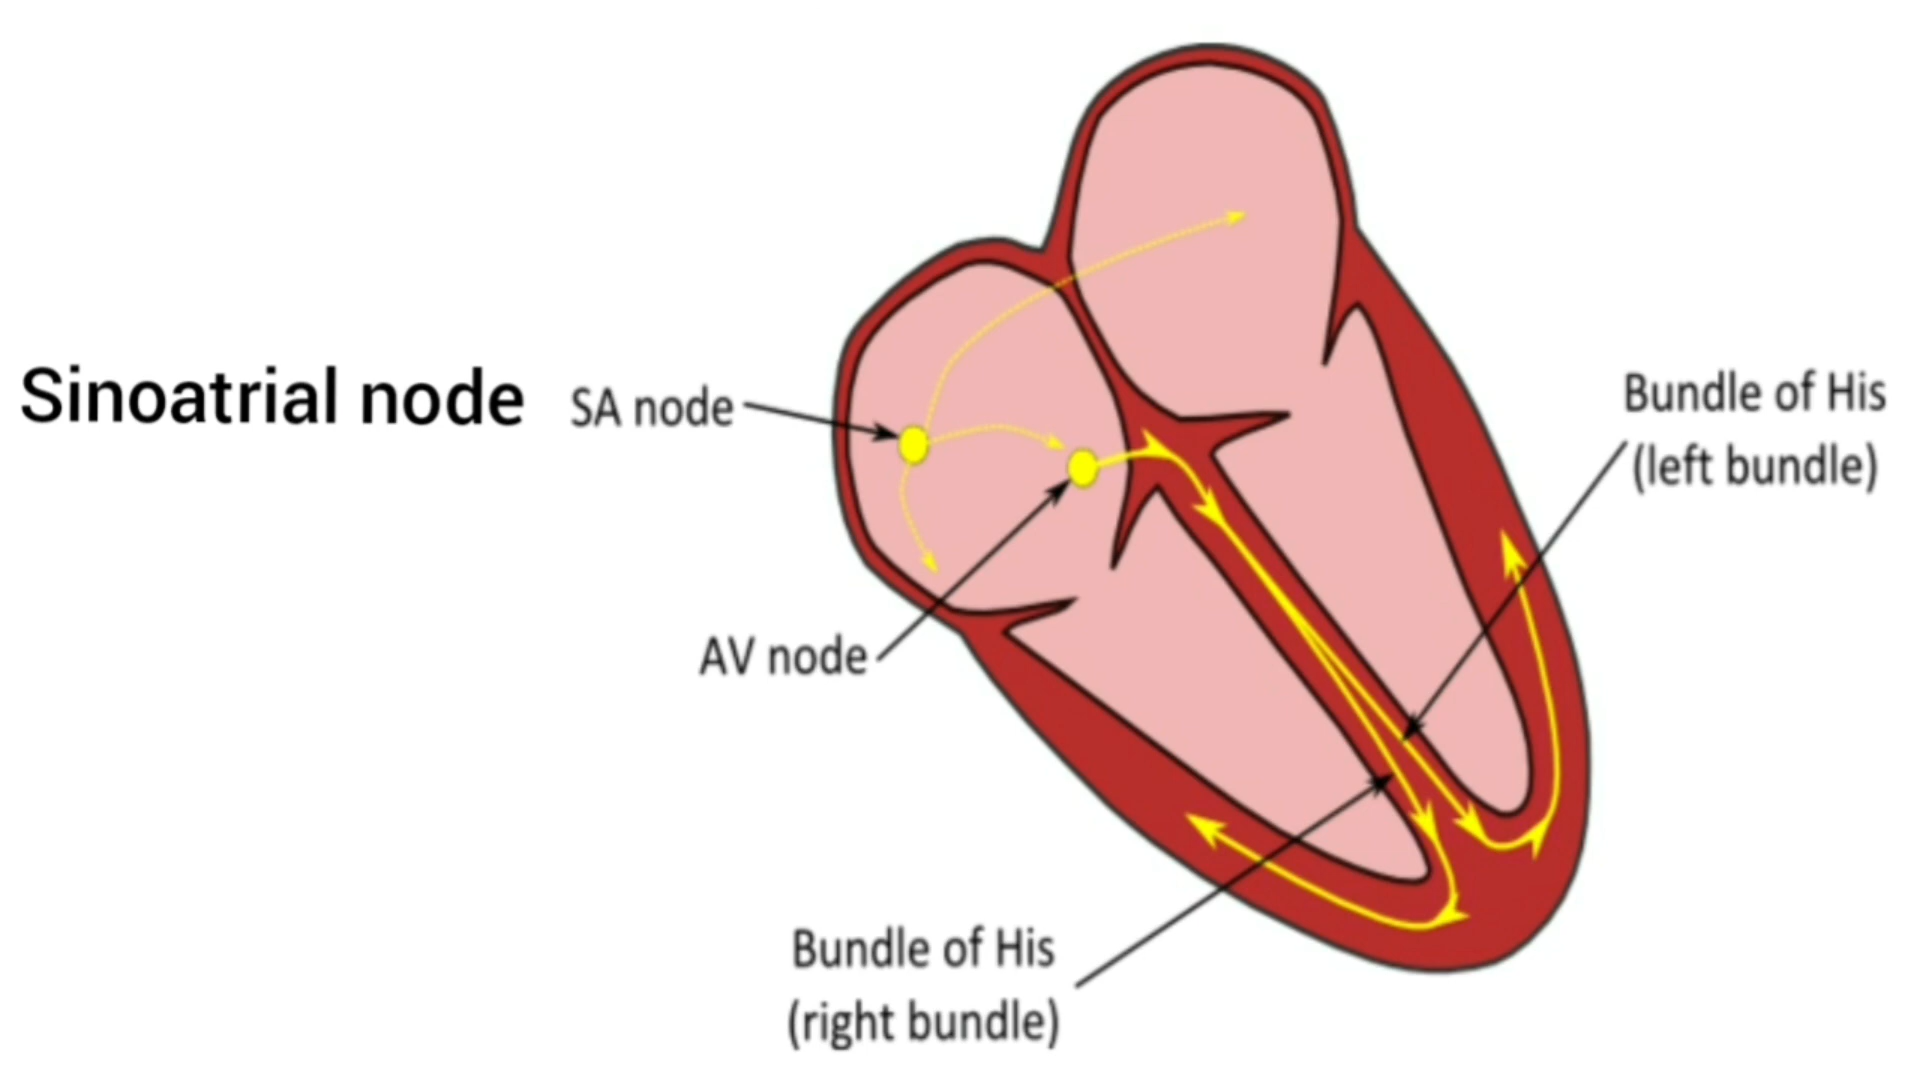 Sinoatrial node
SA node
Bundle of His
(left bundle)
AV node
Bundle of His
(right bundle)